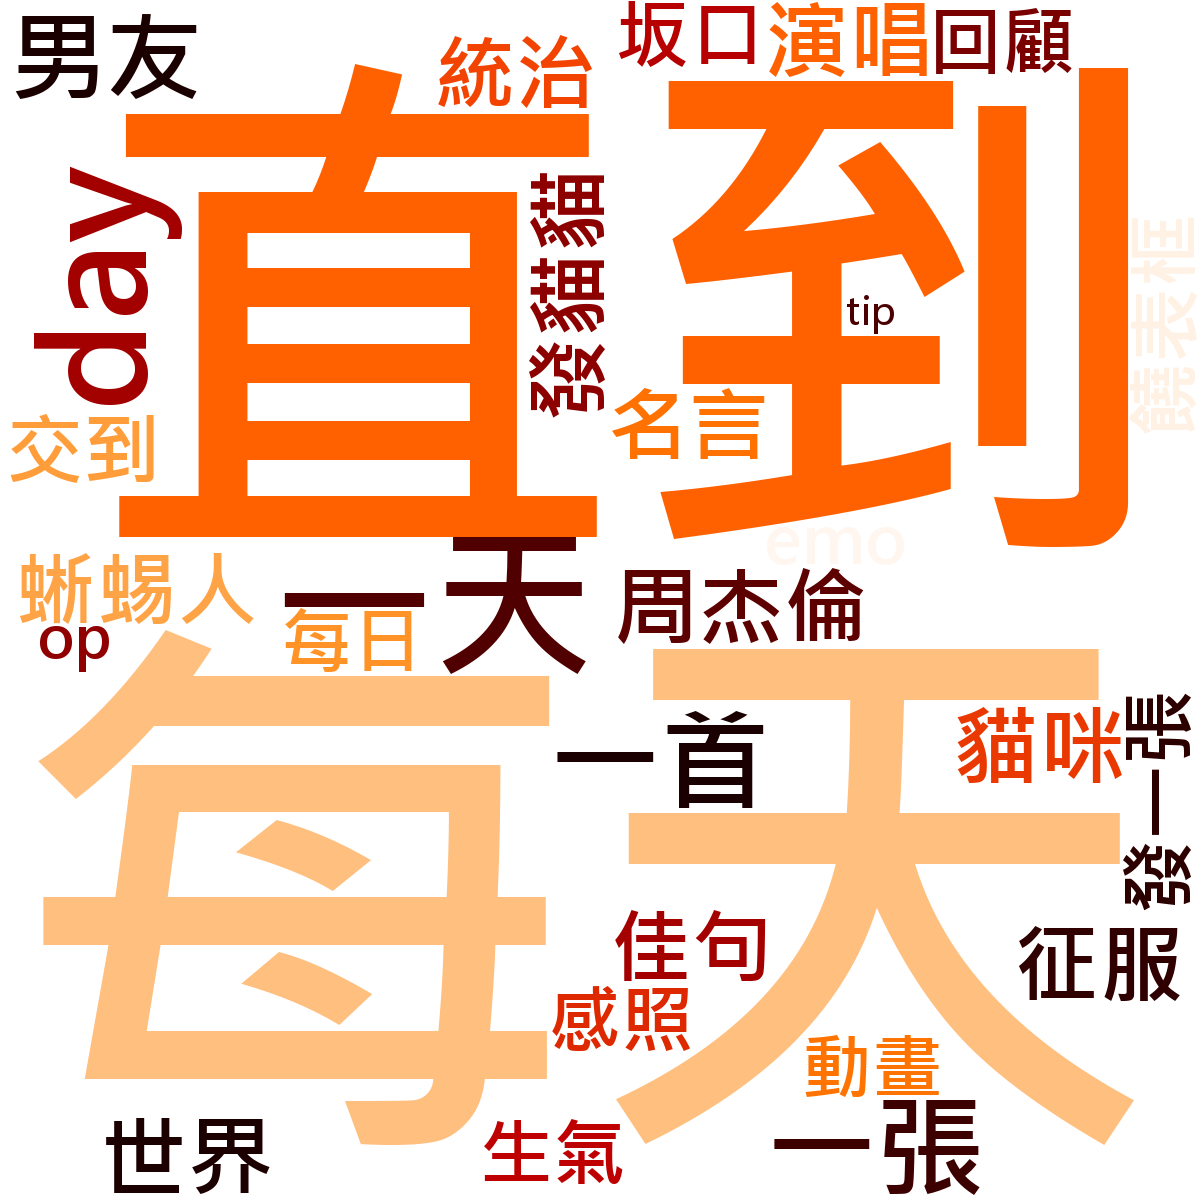 男友
統治
坂口
演唱
回顧
直到
day
發貓貓
tip
饒表框
名言
交到
emo
一天
蜥蜴人
op
每日
周杰倫
每天
一首
貓咪
發一張
佳句
征服
感照
動畫
一張
世界
生氣